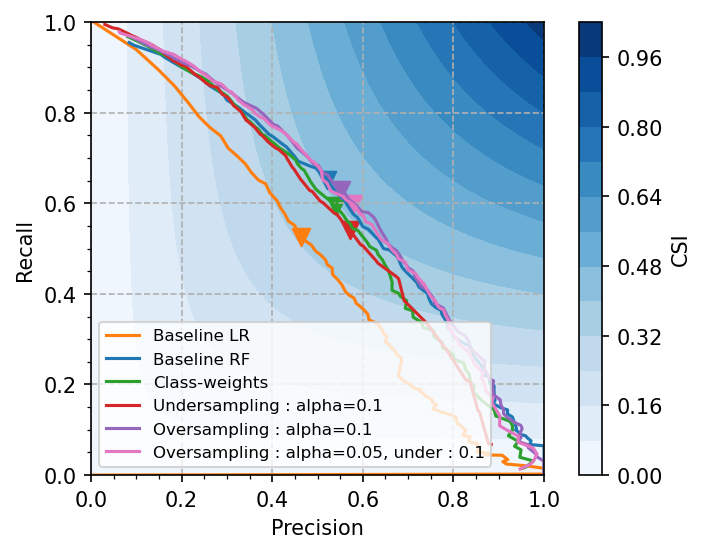 1.0
0.8
0.6
0.4
0.2
0.0
Recall
Baseline LR
Baseline RF
Class-weights
Undersampling : alpha=0.1
Oversampling : alpha=0.1
Oversampling : alpha=0.05, under : 0.1
0.0 0.2 0.4 0.6 0.8 1.0
Precision
0.96
0.80
0.64
0.48
0.32
0.16
0.00
CSI